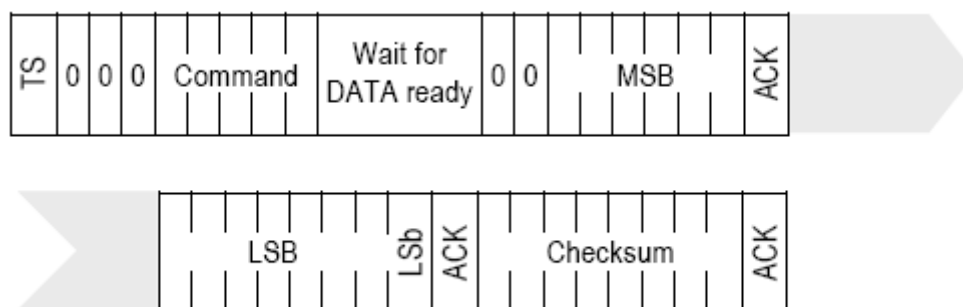 TS 0 0 0 Command Wait for DATA ready 0 0 MSB ACK
LSB LSb ACK Checksum ACK